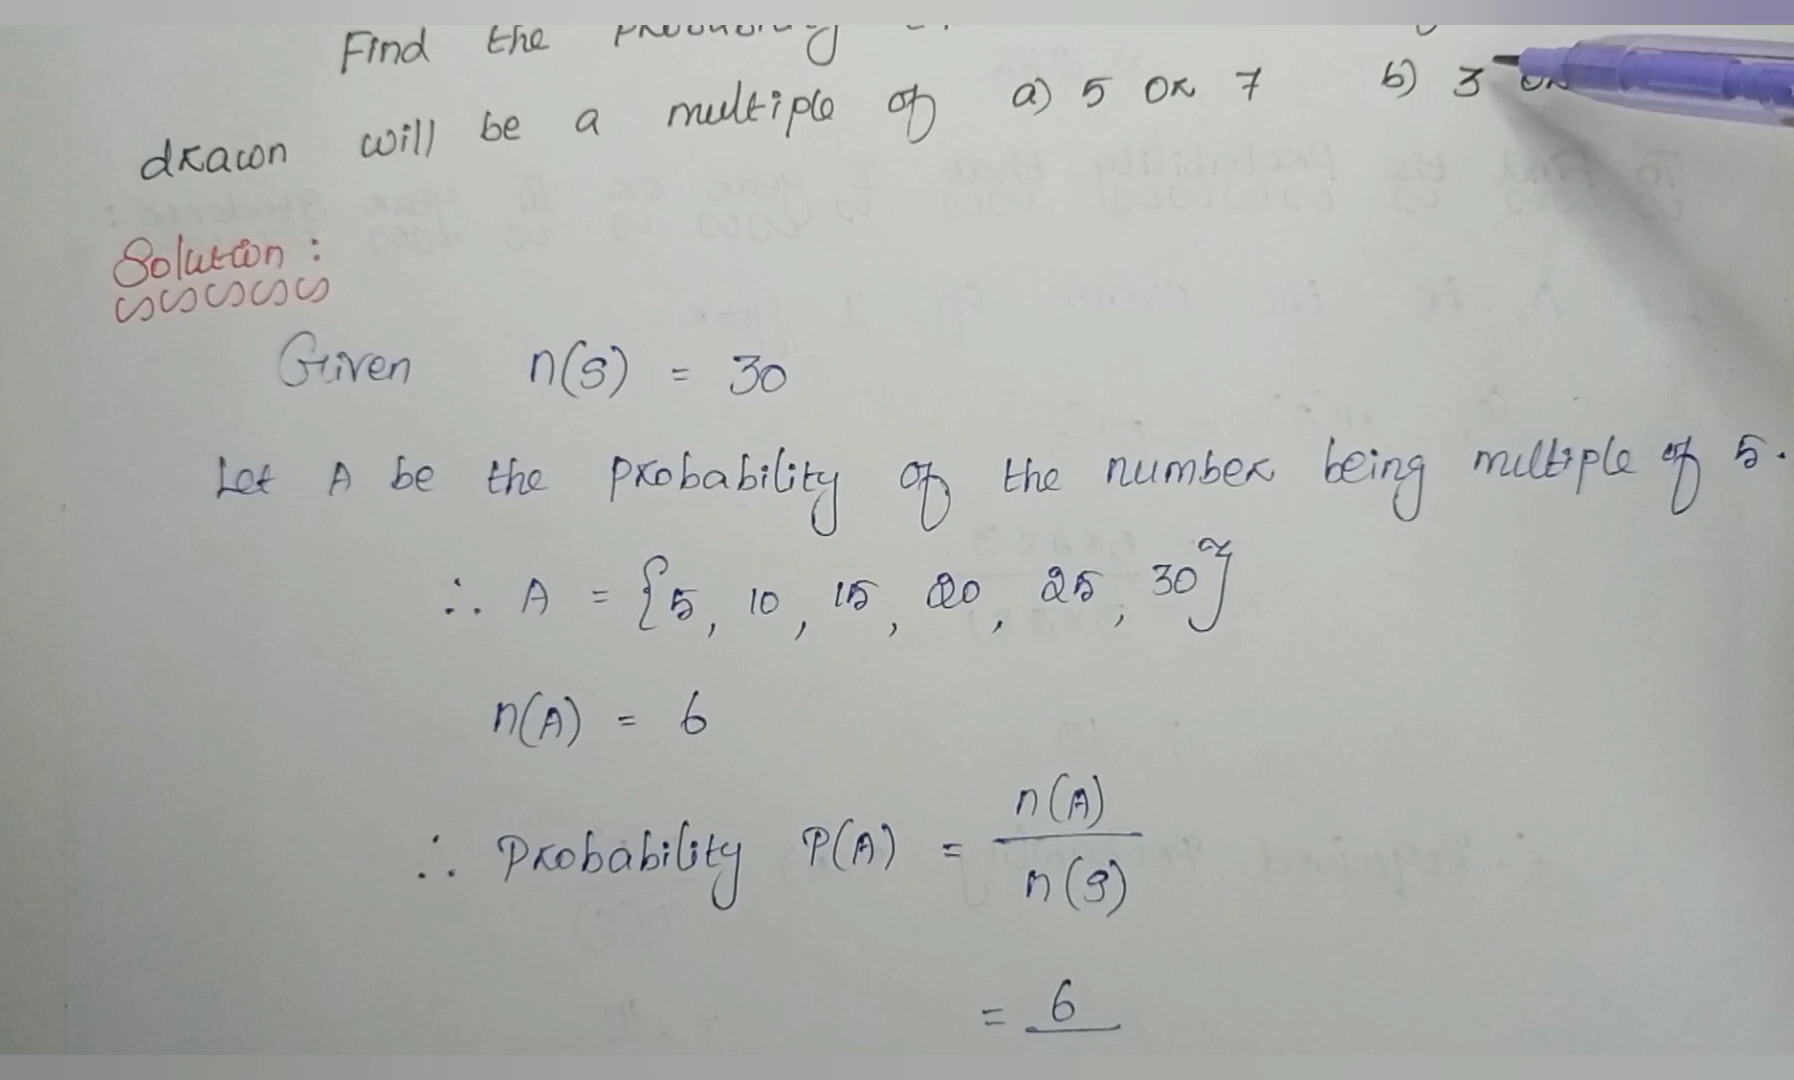 Find the
drawn will be a multiple of a) 5 or 7 b) 3
Solution :
Given n(S) = 30
Let A be the probability of the number being multiple of 5.
∴ A = {5, 10, 15, 20, 25, 30}
n(A) = 6
∴ Probability P(A) = n(A) / n(S)
= 6